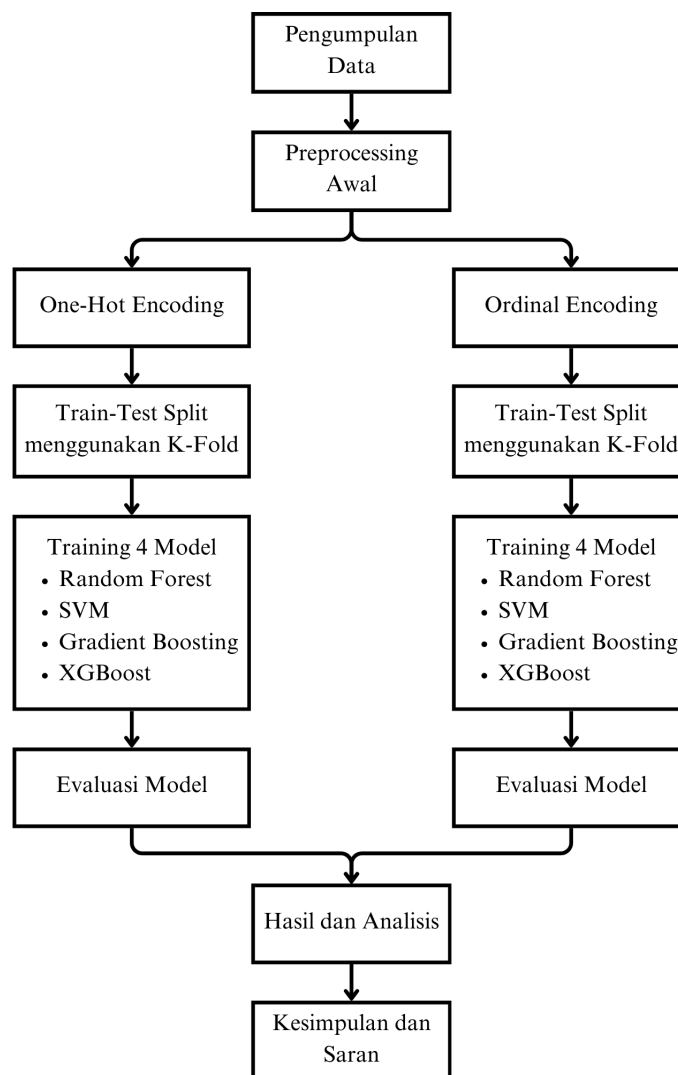 Pengumpulan
Data
Preprocessing
Awal
One-Hot Encoding
Ordinal Encoding
Train-Test Split
menggunakan K-Fold
Train-Test Split
menggunakan K-Fold
Training 4 Model
• Random Forest
• SVM
• Gradient Boosting
• XGBoost
Training 4 Model
• Random Forest
• SVM
• Gradient Boosting
• XGBoost
Evaluasi Model
Evaluasi Model
Hasil dan Analisis
Kesimpulan dan
Saran